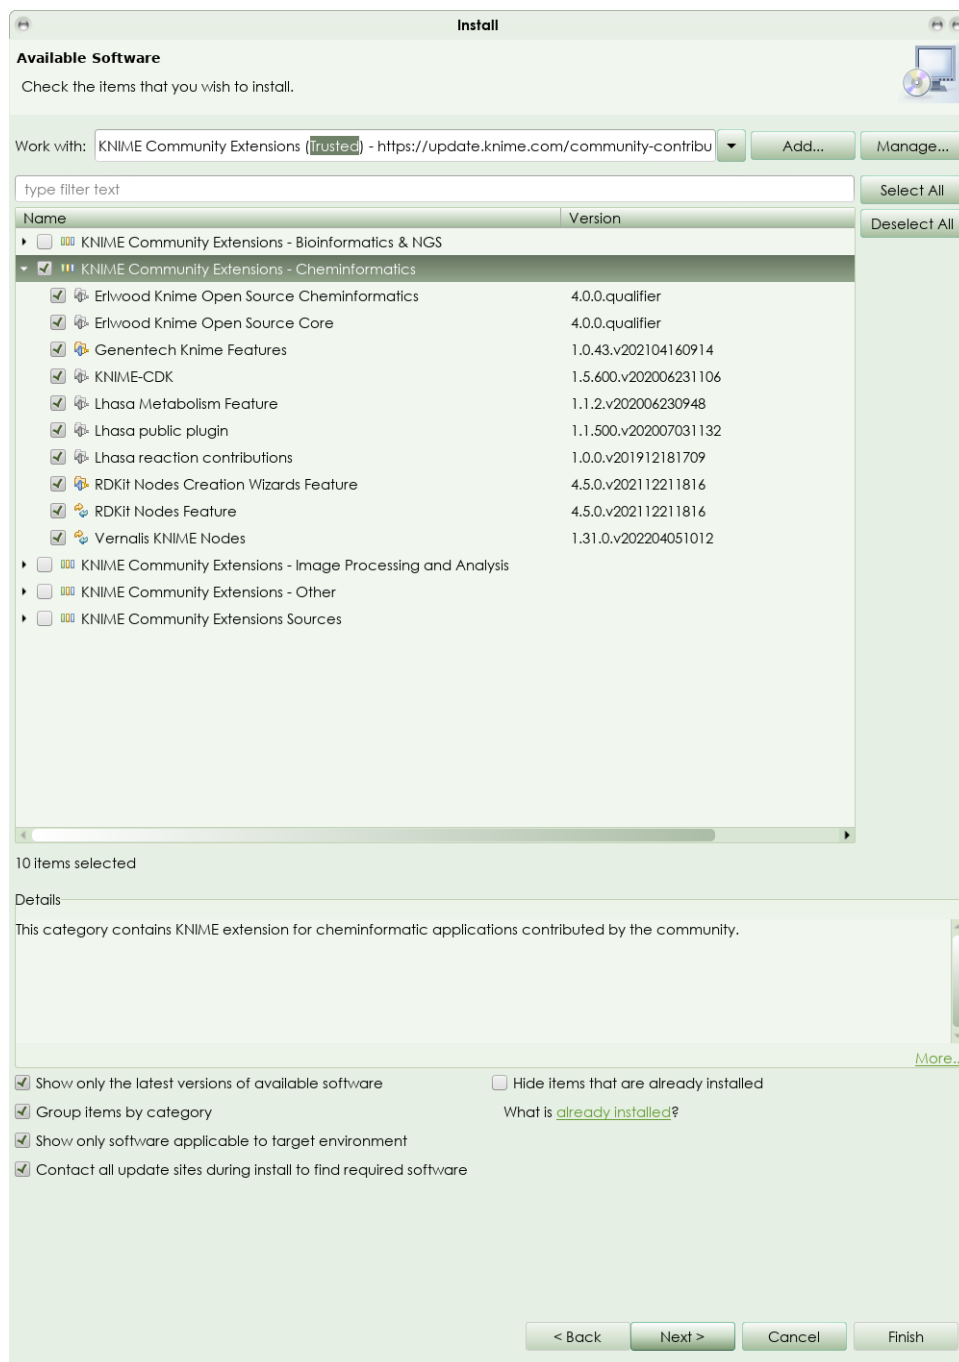 Install
Available Software
Check the items that you wish to install.
Work with: KNIME Community Extensions (Trusted) - https://update.knime.com/community-contribu Add... Manage...
type filter text Select All
Name Version Deselect All
KNIME Community Extensions - Bioinformatics & NGS
KNIME Community Extensions - Cheminformatics
Erlwood Knime Open Source Cheminformatics 4.0.0.qualifier
Erlwood Knime Open Source Core 4.0.0.qualifier
Genentech Knime Features 1.0.43.v202104160914
KNIME-CDK 1.5.600.v202006231106
Lhasa Metabolism Feature 1.1.2.v202006230948
Lhasa public plugin 1.1.500.v202007031132
Lhasa reaction contributions 1.0.0.v201912181709
RDKit Nodes Creation Wizards Feature 4.5.0.v202112211816
RDKit Nodes Feature 4.5.0.v202112211816
Vernalis KNIME Nodes 1.31.0.v202204051012
KNIME Community Extensions - Image Processing and Analysis
KNIME Community Extensions - Other
KNIME Community Extensions Sources
10 items selected
Details
This category contains KNIME extension for cheminformatic applications contributed by the community.
More..
Show only the latest versions of available software Hide items that are already installed
Group items by category What is already installed?
Show only software applicable to target environment
Contact all update sites during install to find required software
< Back Next > Cancel Finish